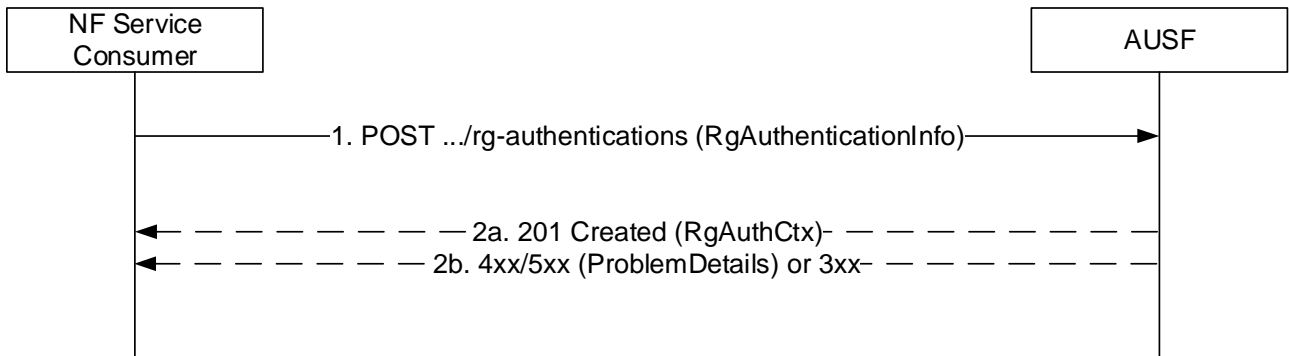 NF Service
Consumer
AUSF
1. POST .../rg-authentications (RgAuthenticationInfo)
2a. 201 Created (RgAuthCtx)
2b. 4xx/5xx (ProblemDetails) or 3xx